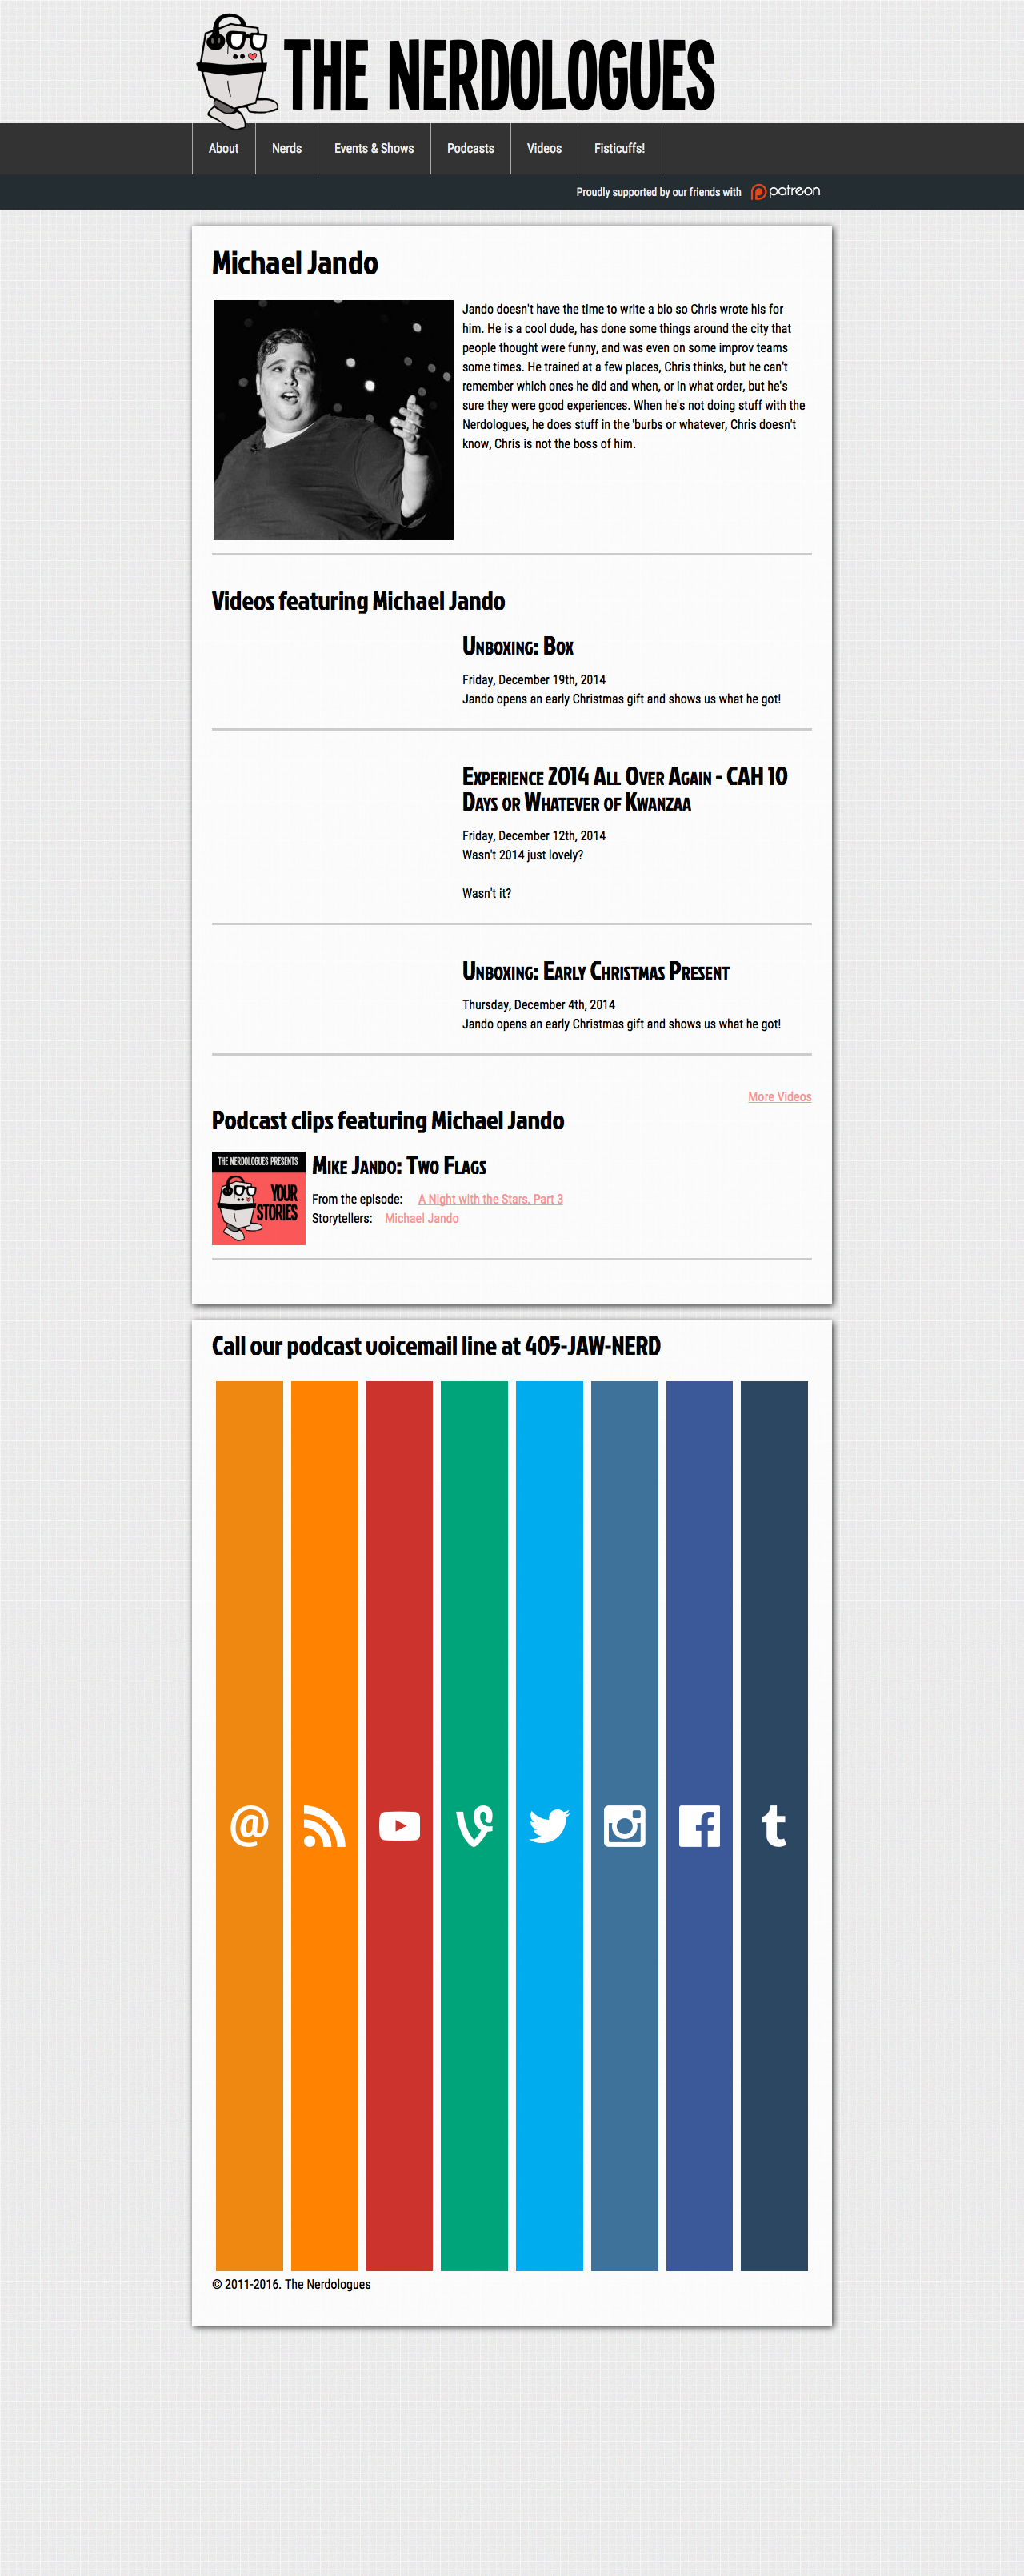 THE NERDOLOGUES
About
Nerds
Events & Shows
Podcasts
Videos
Fisticuffs!
Proudly supported by our friends with patreon
Michael Jando
Jando doesn't have the time to write a bio so Chris wrote his for
him. He is a cool dude, has done some things around the city that
people thought were funny, and was even on some improv teams
some times. He trained at a few places, Chris thinks, but he can't
remember which ones he did and when, or in what order, but he's
sure they were good experiences. When he's not doing stuff with the
Nerdologues, he does stuff in the 'burbs or whatever, Chris doesn't
know, Chris is not the boss of him.
Videos featuring Michael Jando
Unboxing: Box
Friday, December 19th, 2014
Jando opens an early Christmas gift and shows us what he got!
Experience 2014 All Over Again - CAH 10
Days or Whatever of Kwanzaa
Friday, December 12th, 2014
Wasn't 2014 just lovely?
Wasn't it?
Unboxing: Early Christmas Present
Thursday, December 4th, 2014
Jando opens an early Christmas gift and shows us what he got!
More Videos
Podcast clips featuring Michael Jando
THE NERDOLOGUES PRESENTS
YOUR
STORIES
Mike Jando: Two Flags
From the episode: A Night with the Stars, Part 3
Storytellers: Michael Jando
Call our podcast voicemail line at 405-JAW-NERD
© 2011-2016. The Nerdologues